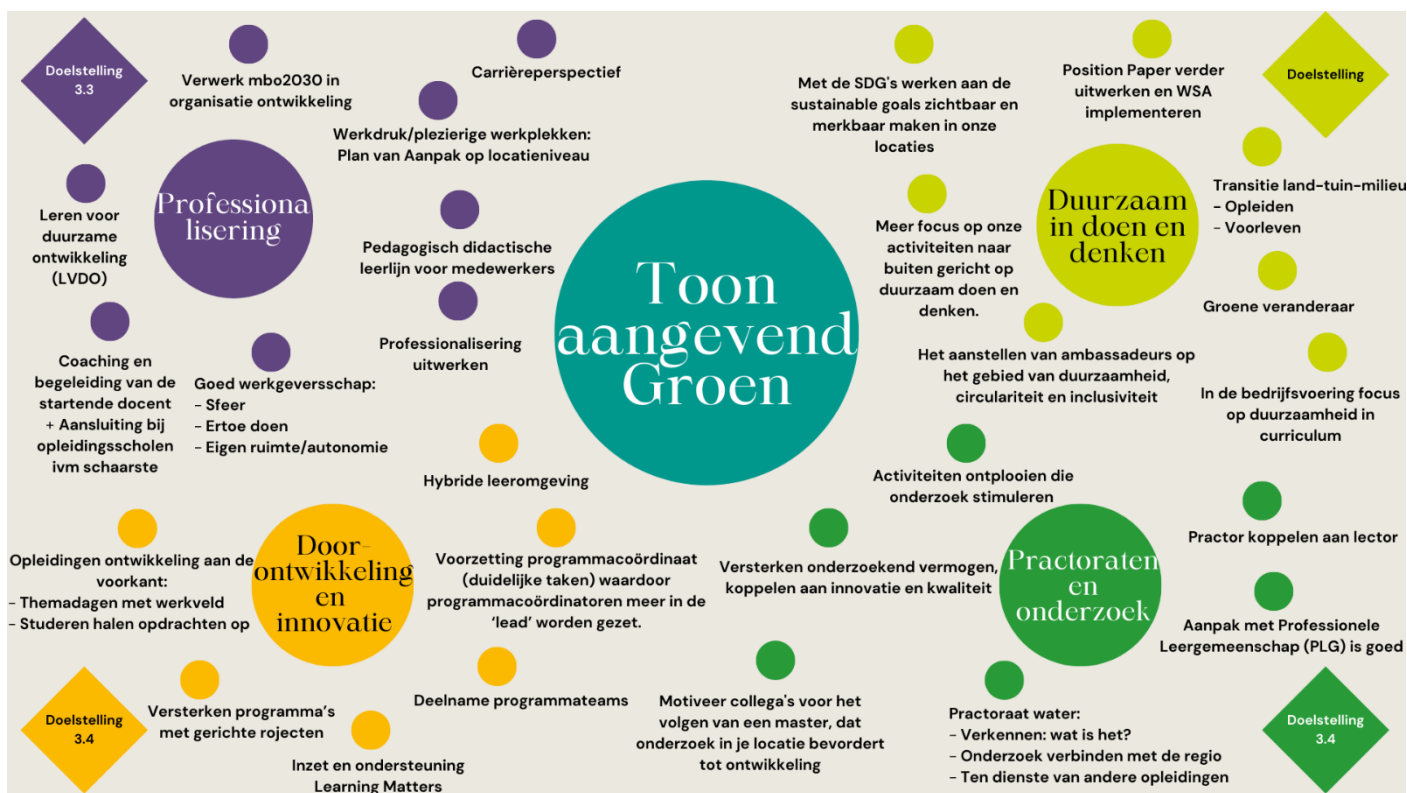 Doelstelling
3.3
Verwerk mbo2030 in
organisatie ontwikkeling
Carrièreperspectief
Werkdruk/plezierige werkplekken:
Plan van Aanpak op locatieniveau
Professiona
lisering
Leren voor
duurzame
ontwikkeling
(LVDO)
Pedagogisch didactische
leerlijn voor medewerkers
Professionalisering
uitwerken
Coaching en
begeleiding van de
startende docent
+ Aansluiting bij
opleidingsscholen
ivm schaarste
Goed werkgeversschap:
- Sfeer
- Ertoe doen
- Eigen ruimte/autonomie
Toon
aangevend
Groen
Met de SDG's werken aan de
sustainable goals zichtbaar en
merkbaar maken in onze
locaties
Position Paper verder
uitwerken en WSA
implementeren
Doelstelling
Duurzaam
in doen en
denken
Transitie land-tuin-milieu
- Opleiden
- Voorleven
Meer focus op onze
activiteiten naar
buiten gericht op
duurzaam doen en
denken.
Groene veranderaar
Het aanstellen van ambassadeurs op
het gebied van duurzaamheid,
circulariteit en inclusiviteit
In de bedrijfsvoering focus
op duurzaamheid in
curriculum
Hybride leeromgeving
Opleidingen ontwikkeling aan de
voorkant:
- Themadagen met werkveld
- Studeren halen opdrachten op
Door-
ontwikkeling
en
innovatie
Voorzetting programmacoördinaat
(duidelijke taken) waardoor
programmacoördinatoren meer in de
‘lead’ worden gezet.
Deelname programmateams
Doelstelling
3.4
Versterken programma’s
met gerichte rojecten
Inzet en ondersteuning
Learning Matters
Activiteiten ontplooien die
onderzoek stimuleren
Versterken onderzoekend vermogen,
koppelen aan innovatie en kwaliteit
Practoraten
en
onderzoek
Practor koppelen aan lector
Aanpak met Professionele
Leergemeenschap (PLG) is goed
Motiveer collega's voor het
volgen van een master, dat
onderzoek in je locatie bevordert
tot ontwikkeling
Practoraat water:
- Verkennen: wat is het?
- Onderzoek verbinden met de regio
- Ten dienste van andere opleidingen
Doelstelling
3.4